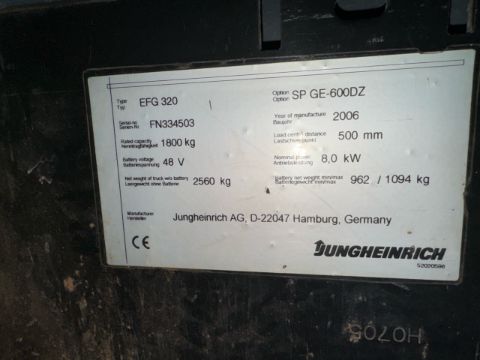 Type EFG 320 Option SP GE-600DZ
Option
Serial-no FN334503 Year of manufacture 2006
Serien-Nr. Baujahr
Rated capacity 1800 kg Load centre distance 500 mm
Nenntragfähigkeit Lastschwerpunkt
Battery voltage 48 V Nominal power 8,0 kW
Batteriespannung Antriebsleistung
Net weight of truck w/o battery 2560 kg Battery net weight min/max 962 / 1094 kg
Leergewicht ohne Batterie Batteriegewicht min/max
Manufacturer Jungheinrich AG, D-22047 Hamburg, Germany
Hersteller
CE JUNGHEINRICH
H0705